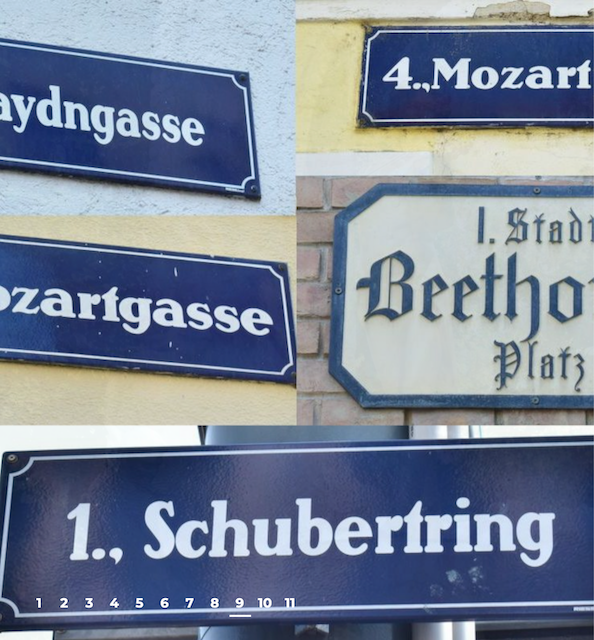 aydngasse
4., Mozart
ozartgasse
I. Stadt
Beetho
Platz
1., Schubertring
1 2 3 4 5 6 7 8 9 10 11